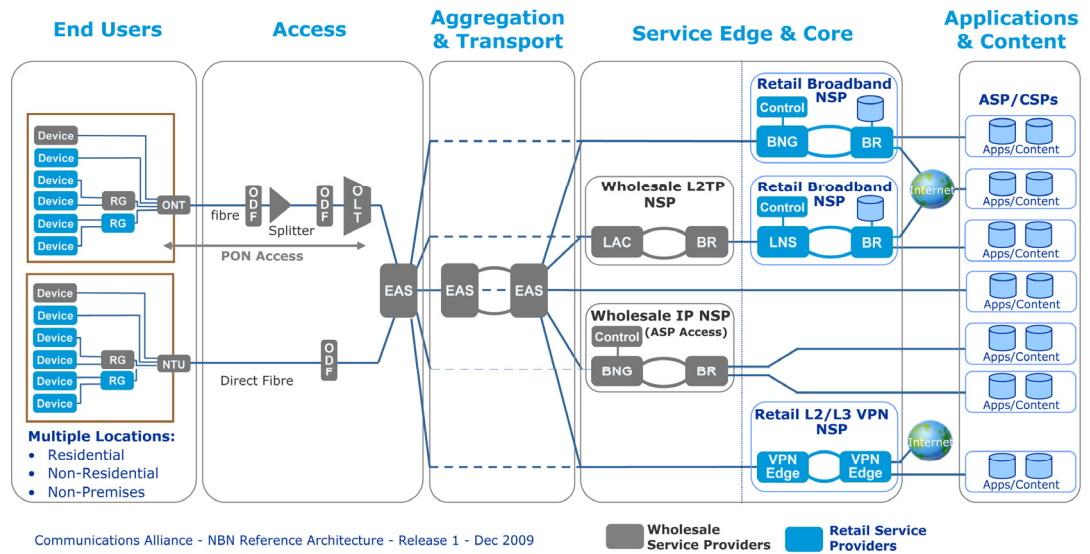 End Users
Access
Aggregation
& Transport
Service Edge & Core
Applications
& Content
Device
Device
Device
Device
Device
Device
RG
RG
ONT
fibre
ODF
Splitter
ODF
OLT
PON Access
Device
Device
Device
Device
Device
Device
RG
RG
NTU
Direct Fibre
ODF
Multiple Locations:
• Residential
• Non-Residential
• Non-Premises
EAS
EAS
EAS
Retail Broadband
NSP
Control
BNG
BR
Wholesale L2TP
NSP
LAC
BR
Retail Broadband
NSP
Control
LNS
BR
Internet
Wholesale IP NSP
(ASP Access)
Control
BNG
BR
Retail L2/L3 VPN
NSP
VPN
Edge
VPN
Edge
Internet
ASP/CSPs
Apps/Content
Apps/Content
Apps/Content
Apps/Content
Apps/Content
Apps/Content
Apps/Content
Communications Alliance - NBN Reference Architecture - Release 1 - Dec 2009
Wholesale
Service Providers
Retail Service
Providers